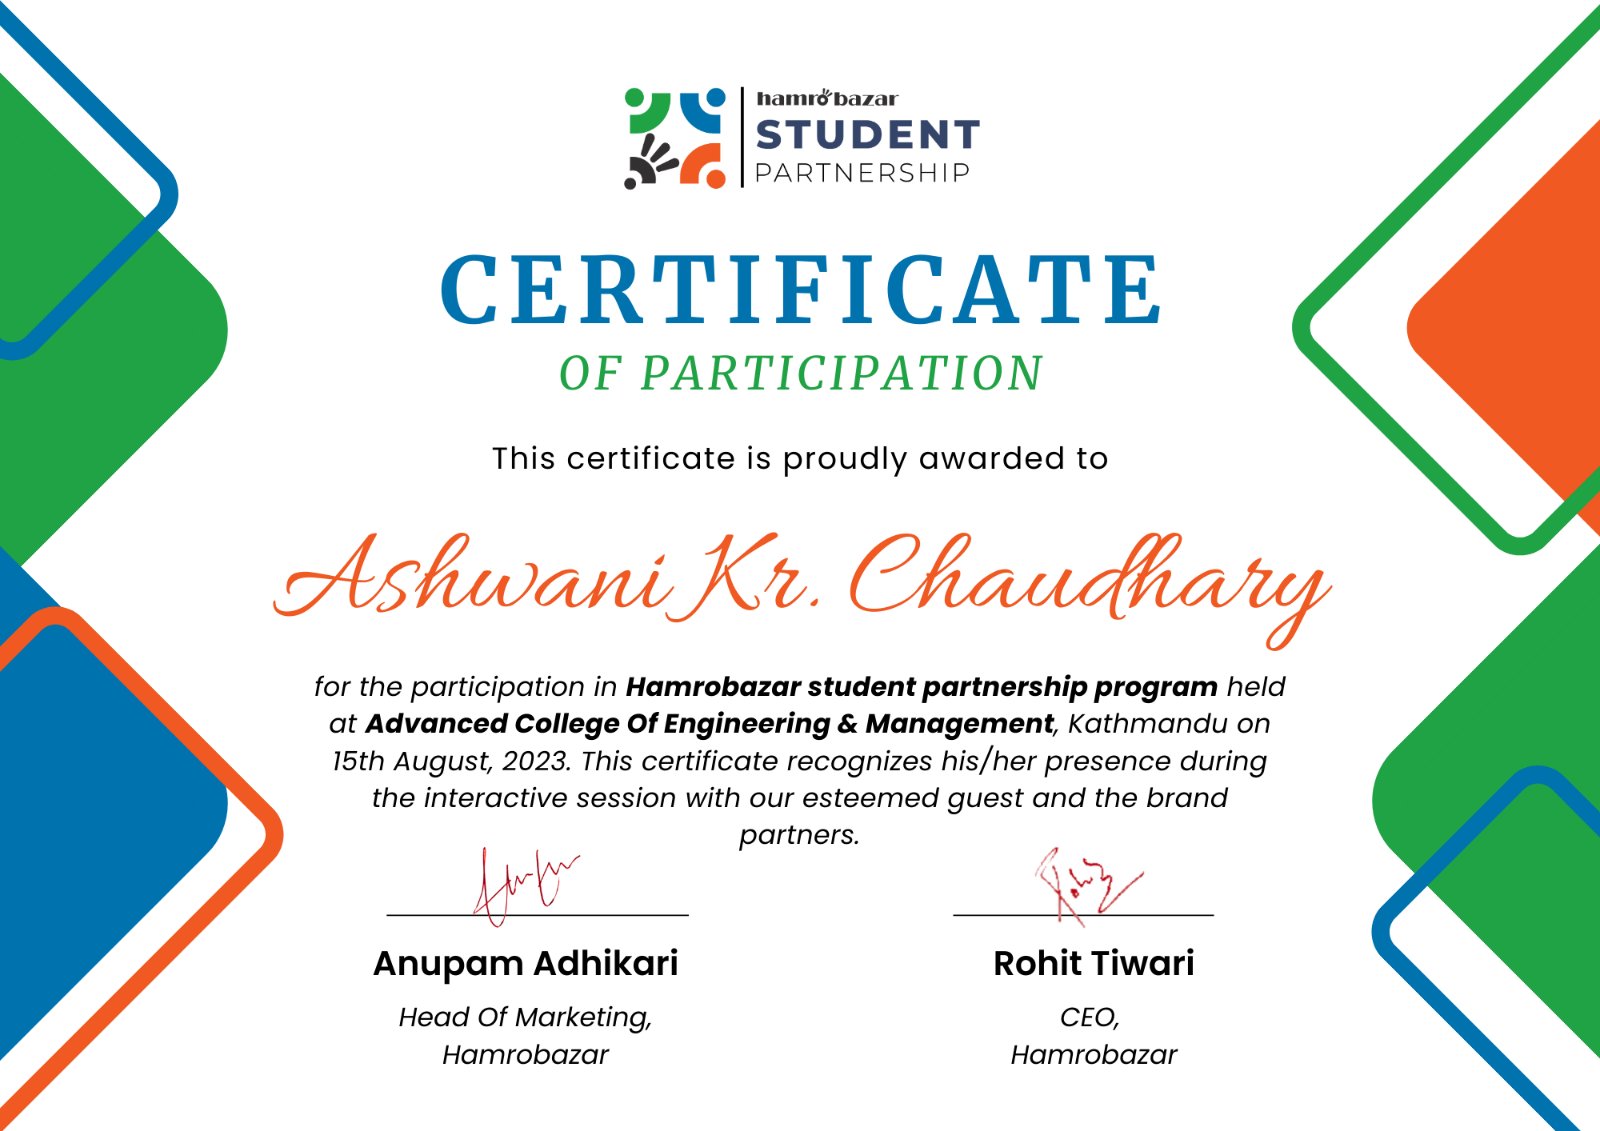 hamrobazar
STUDENT
PARTNERSHIP
CERTIFICATE
OF PARTICIPATION
This certificate is proudly awarded to
Ashwani Kr. Chaudhary
for the participation in Hamrobazar student partnership program held
at Advanced College Of Engineering & Management, Kathmandu on
15th August, 2023. This certificate recognizes his/her presence during
the interactive session with our esteemed guest and the brand
partners.
Anupam Adhikari
Head Of Marketing,
Hamrobazar
Rohit Tiwari
CEO,
Hamrobazar